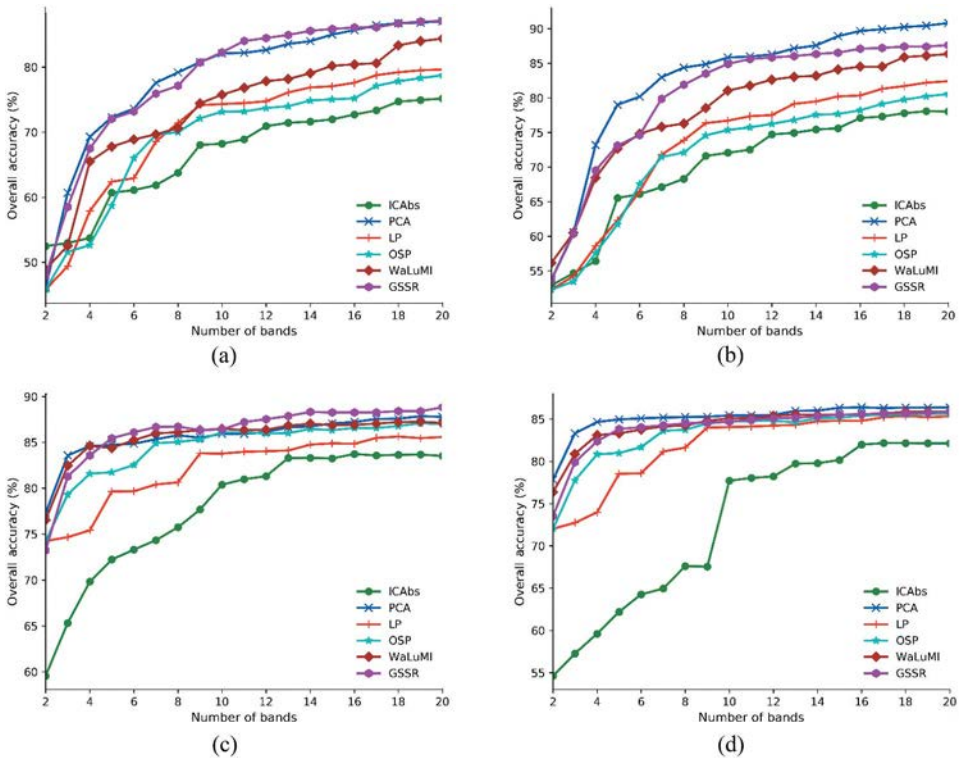 80
70
60
50
Overall accuracy (%)
ICAbs
PCA
LP
OSP
WaLuMI
GSSR
2 4 6 8 10 12 14 16 18 20
Number of bands
(a)
90
85
80
75
70
65
60
55
Overall accuracy (%)
ICAbs
PCA
LP
OSP
WaLuMI
GSSR
2 4 6 8 10 12 14 16 18 20
Number of bands
(b)
90
85
80
75
70
65
60
Overall accuracy (%)
ICAbs
PCA
LP
OSP
WaLuMI
GSSR
2 4 6 8 10 12 14 16 18 20
Number of bands
(c)
85
80
75
70
65
60
55
Overall accuracy (%)
ICAbs
PCA
LP
OSP
WaLuMI
GSSR
2 4 6 8 10 12 14 16 18 20
Number of bands
(d)